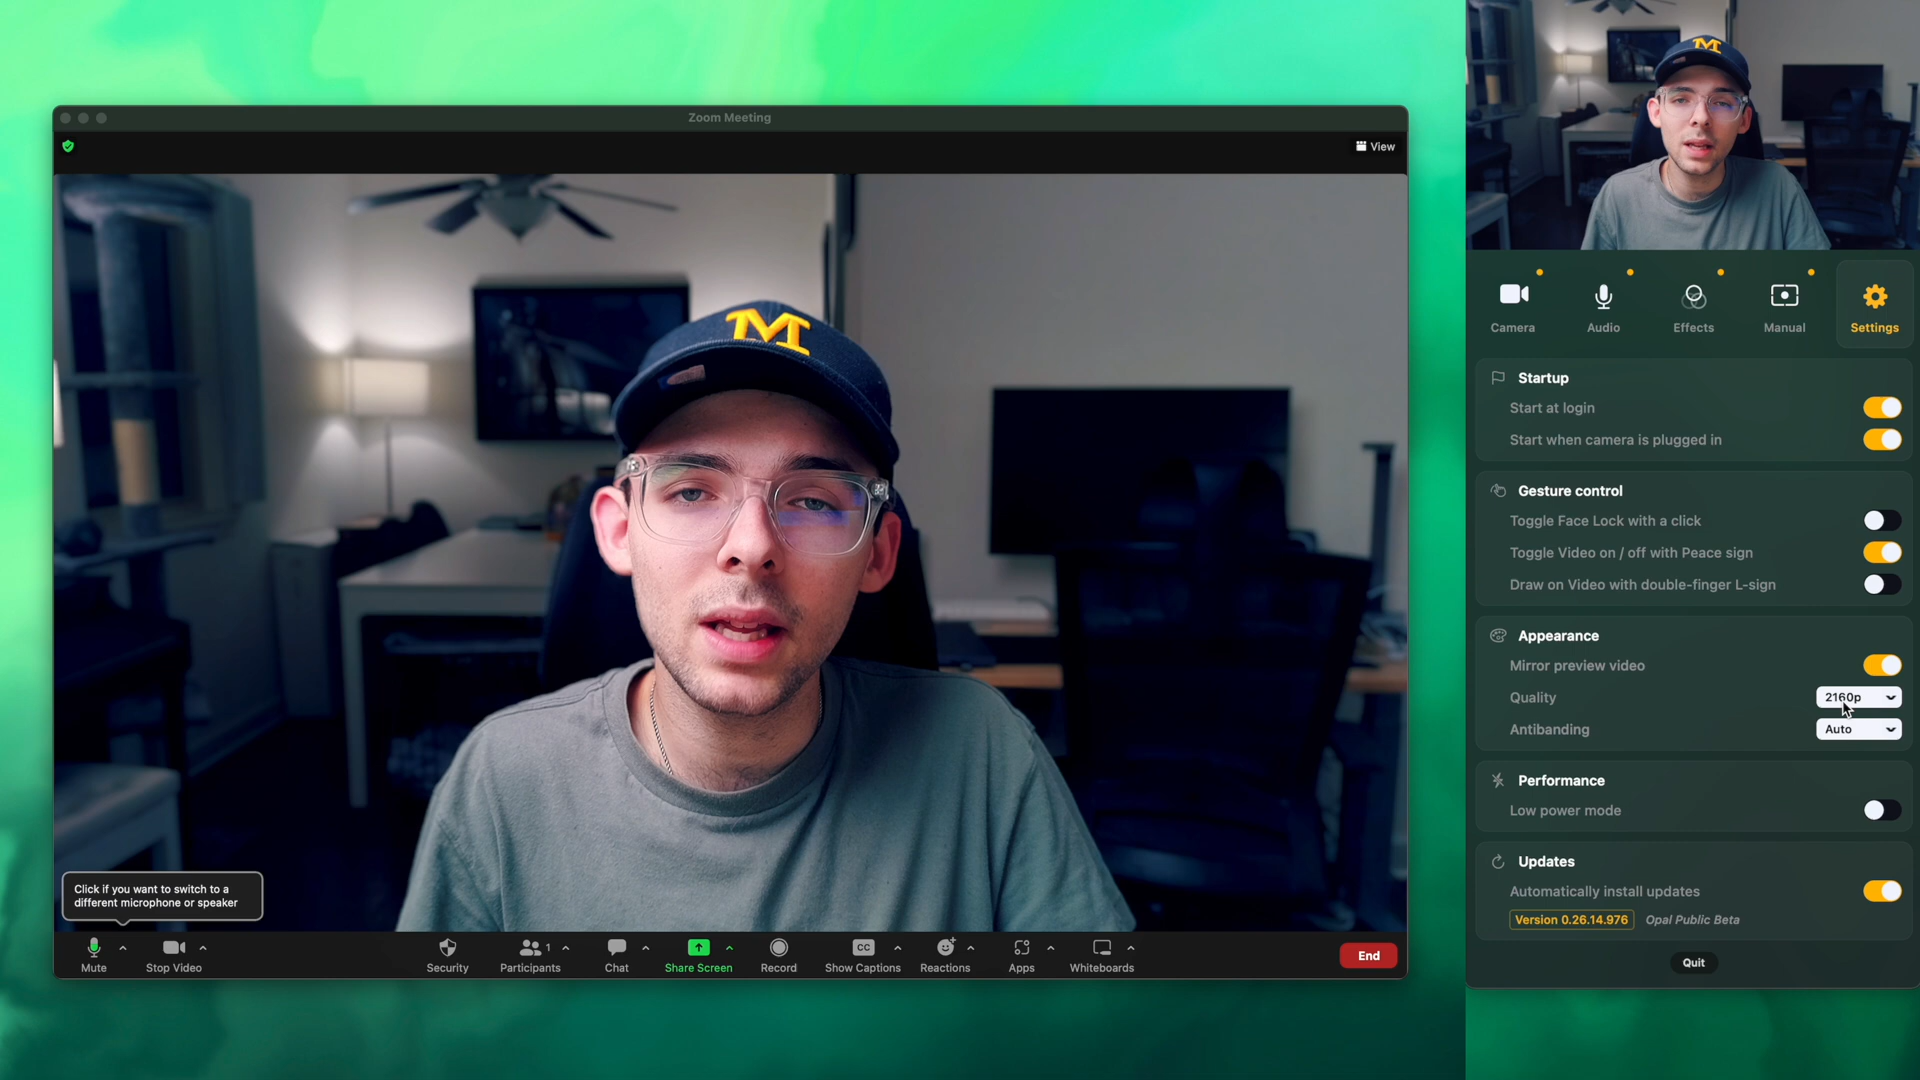 Zoom Meeting
View
M
M
Camera
Audio
Effects
Manual
Settings
Startup
Start at login
Start when camera is plugged in
Gesture control
Toggle Face Lock with a click
Toggle Video on / off with Peace sign
Draw on Video with double-finger L-sign
Appearance
Mirror preview video
Quality
2160p
Antibanding
Auto
Performance
Low power mode
Updates
Automatically install updates
Version 0.26.14.976
Opal Public Beta
Quit
Click if you want to switch to a
different microphone or speaker
Mute
Stop Video
Security
1
Participants
Chat
Share Screen
Record
CC
Show Captions
Reactions
Apps
Whiteboards
End